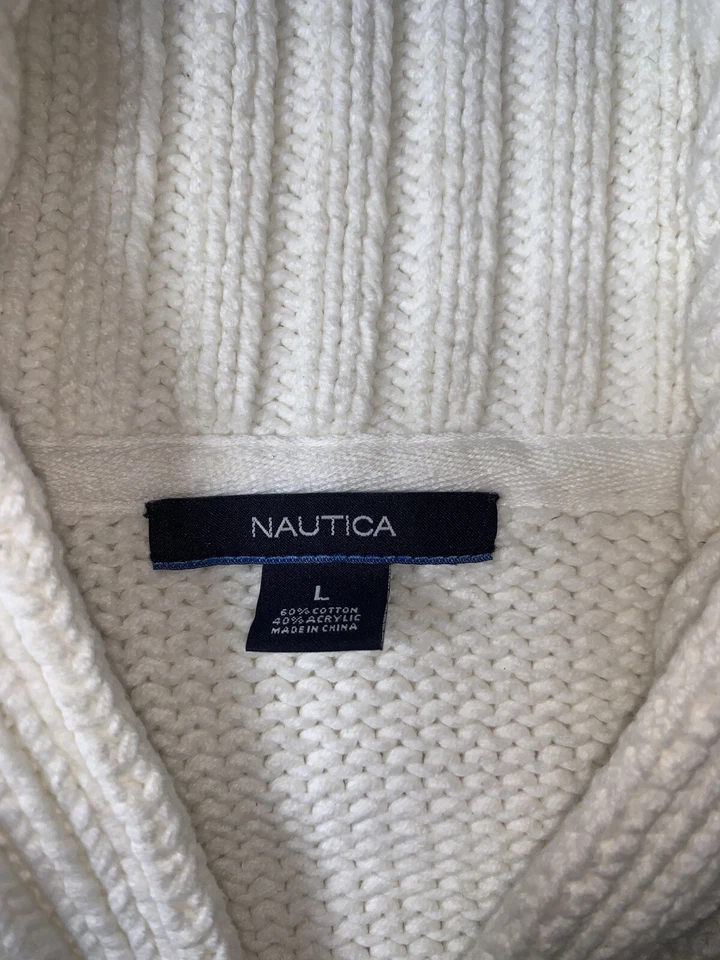 NAUTICA
L
60% COTTON
40% ACRYLIC
MADE IN CHINA